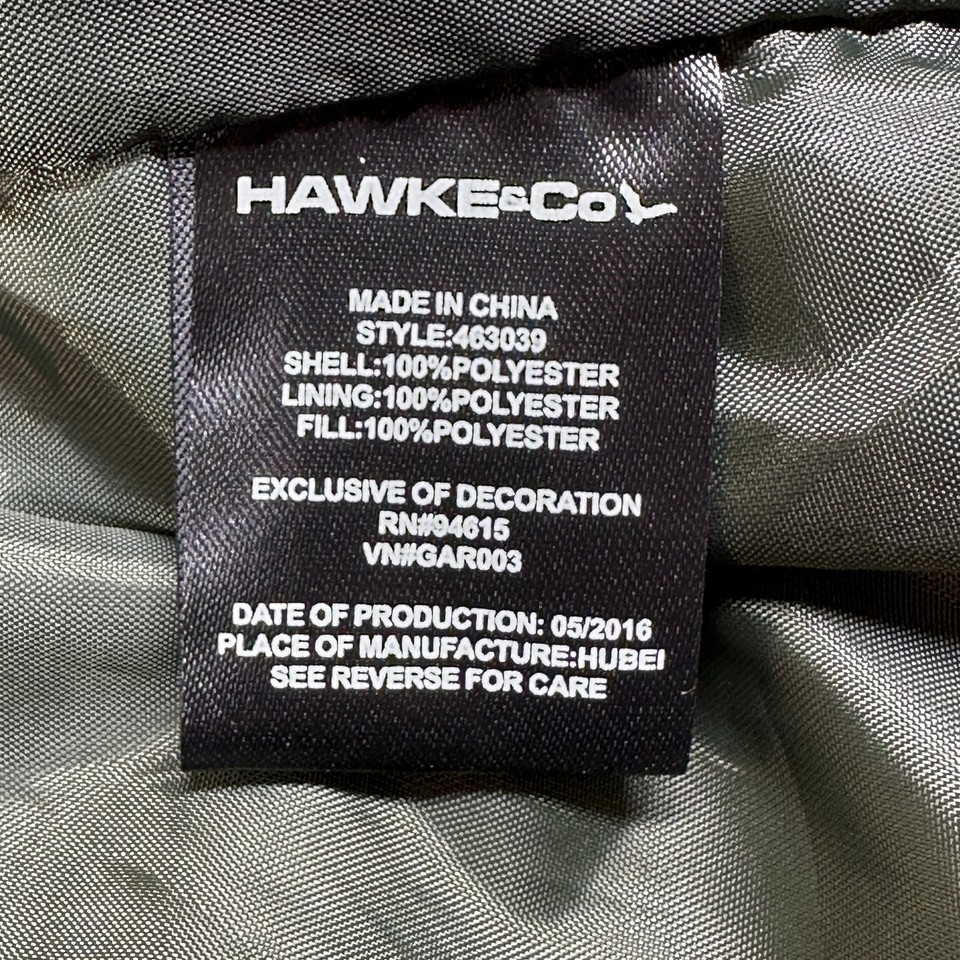 HAWKE&Co
MADE IN CHINA
STYLE:463039
SHELL:100%POLYESTER
LINING:100%POLYESTER
FILL:100%POLYESTER
EXCLUSIVE OF DECORATION
RN#94615
VN#GAR003
DATE OF PRODUCTION: 05/2016
PLACE OF MANUFACTURE:HUBEI
SEE REVERSE FOR CARE